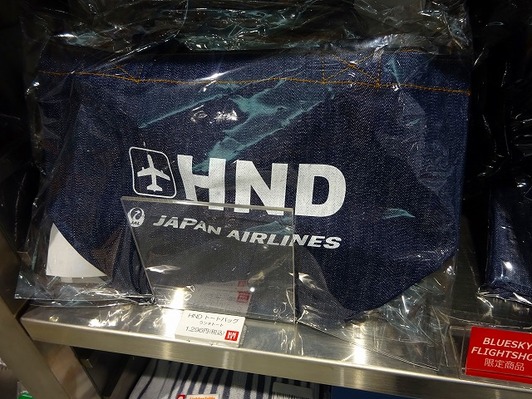 HND
JAPAN AIRLINES
HND トートバッグ
1,296円(税込)
BLUESKY
FLIGHTSHO
限定商品